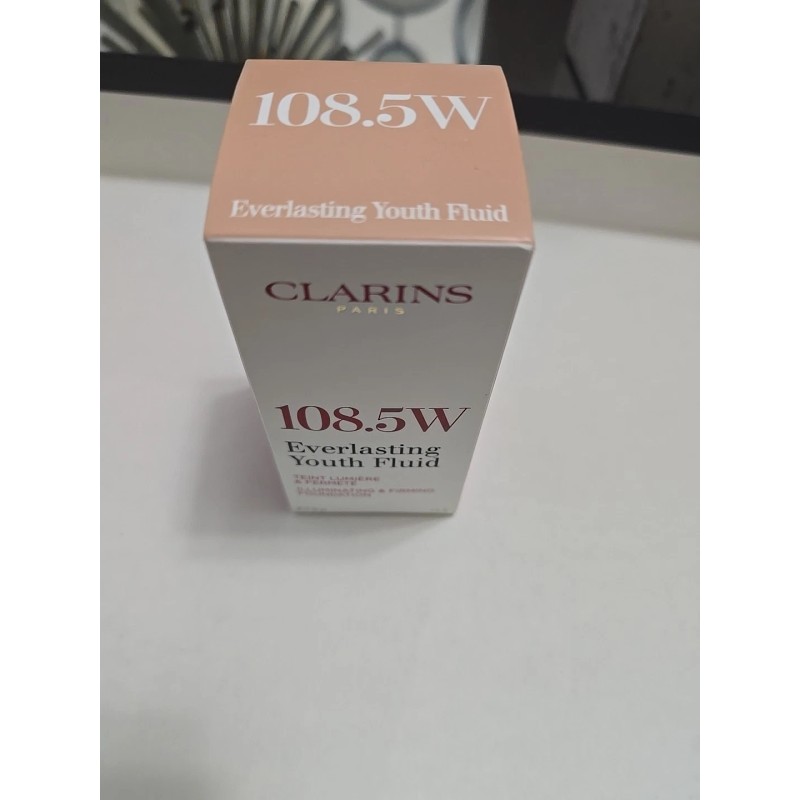 108.5W
Everlasting Youth Fluid
CLARINS
PARIS
108.5W
Everlasting
Youth Fluid
TEINT LUMIÈRE
& FERMETÉ
ILLUMINATING & FIRMING
FOUNDATION